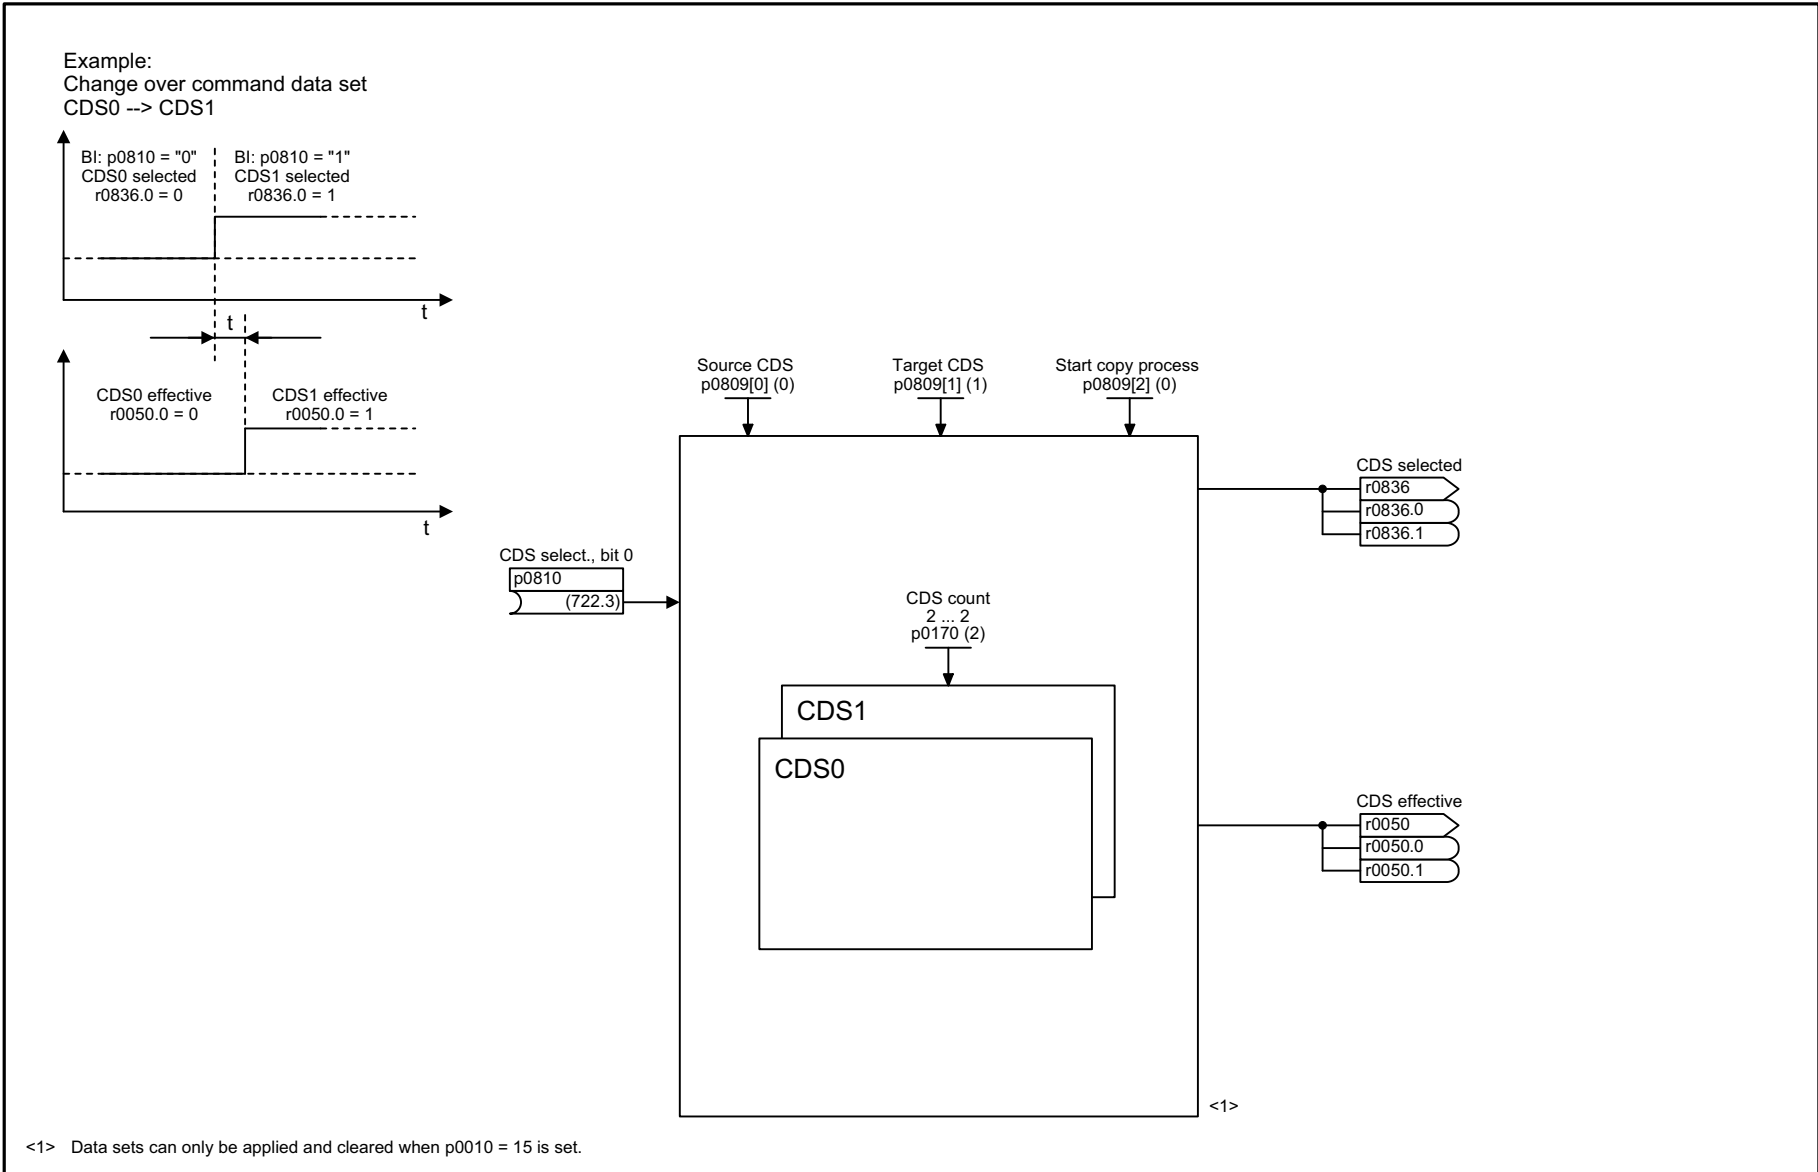 Example:
Change over command data set
CDS0 --> CDS1
BI: p0810 = "0"
CDS0 selected
r0836.0 = 0
BI: p0810 = "1"
CDS1 selected
r0836.0 = 1
t
t
CDS0 effective
r0050.0 = 0
CDS1 effective
r0050.0 = 1
t
Source CDS
p0809[0] (0)
Target CDS
p0809[1] (1)
Start copy process
p0809[2] (0)
CDS selected
r0836
r0836.0
r0836.1
CDS select., bit 0
p0810
(722.3)
CDS count
2 ... 2
p0170 (2)
CDS1
CDS0
CDS effective
r0050
r0050.0
r0050.1
<1>
<1> Data sets can only be applied and cleared when p0010 = 15 is set.